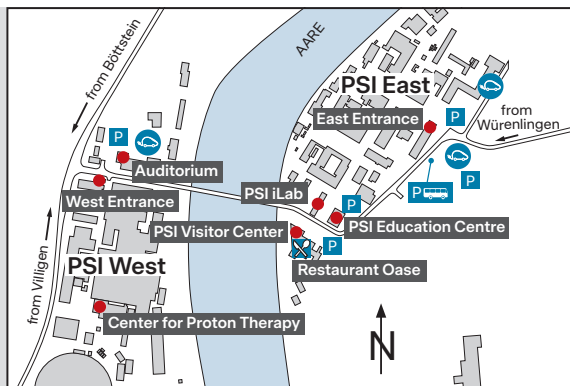 from Böttstein
AARE
PSI East
East Entrance
P
from
Würenlingen
P
Auditorium
P
P
PSI iLab
P
West Entrance
PSI Visitor Center
P
PSI Education Centre
PSI West
Restaurant Oase
from Villigen
Center for Proton Therapy
N